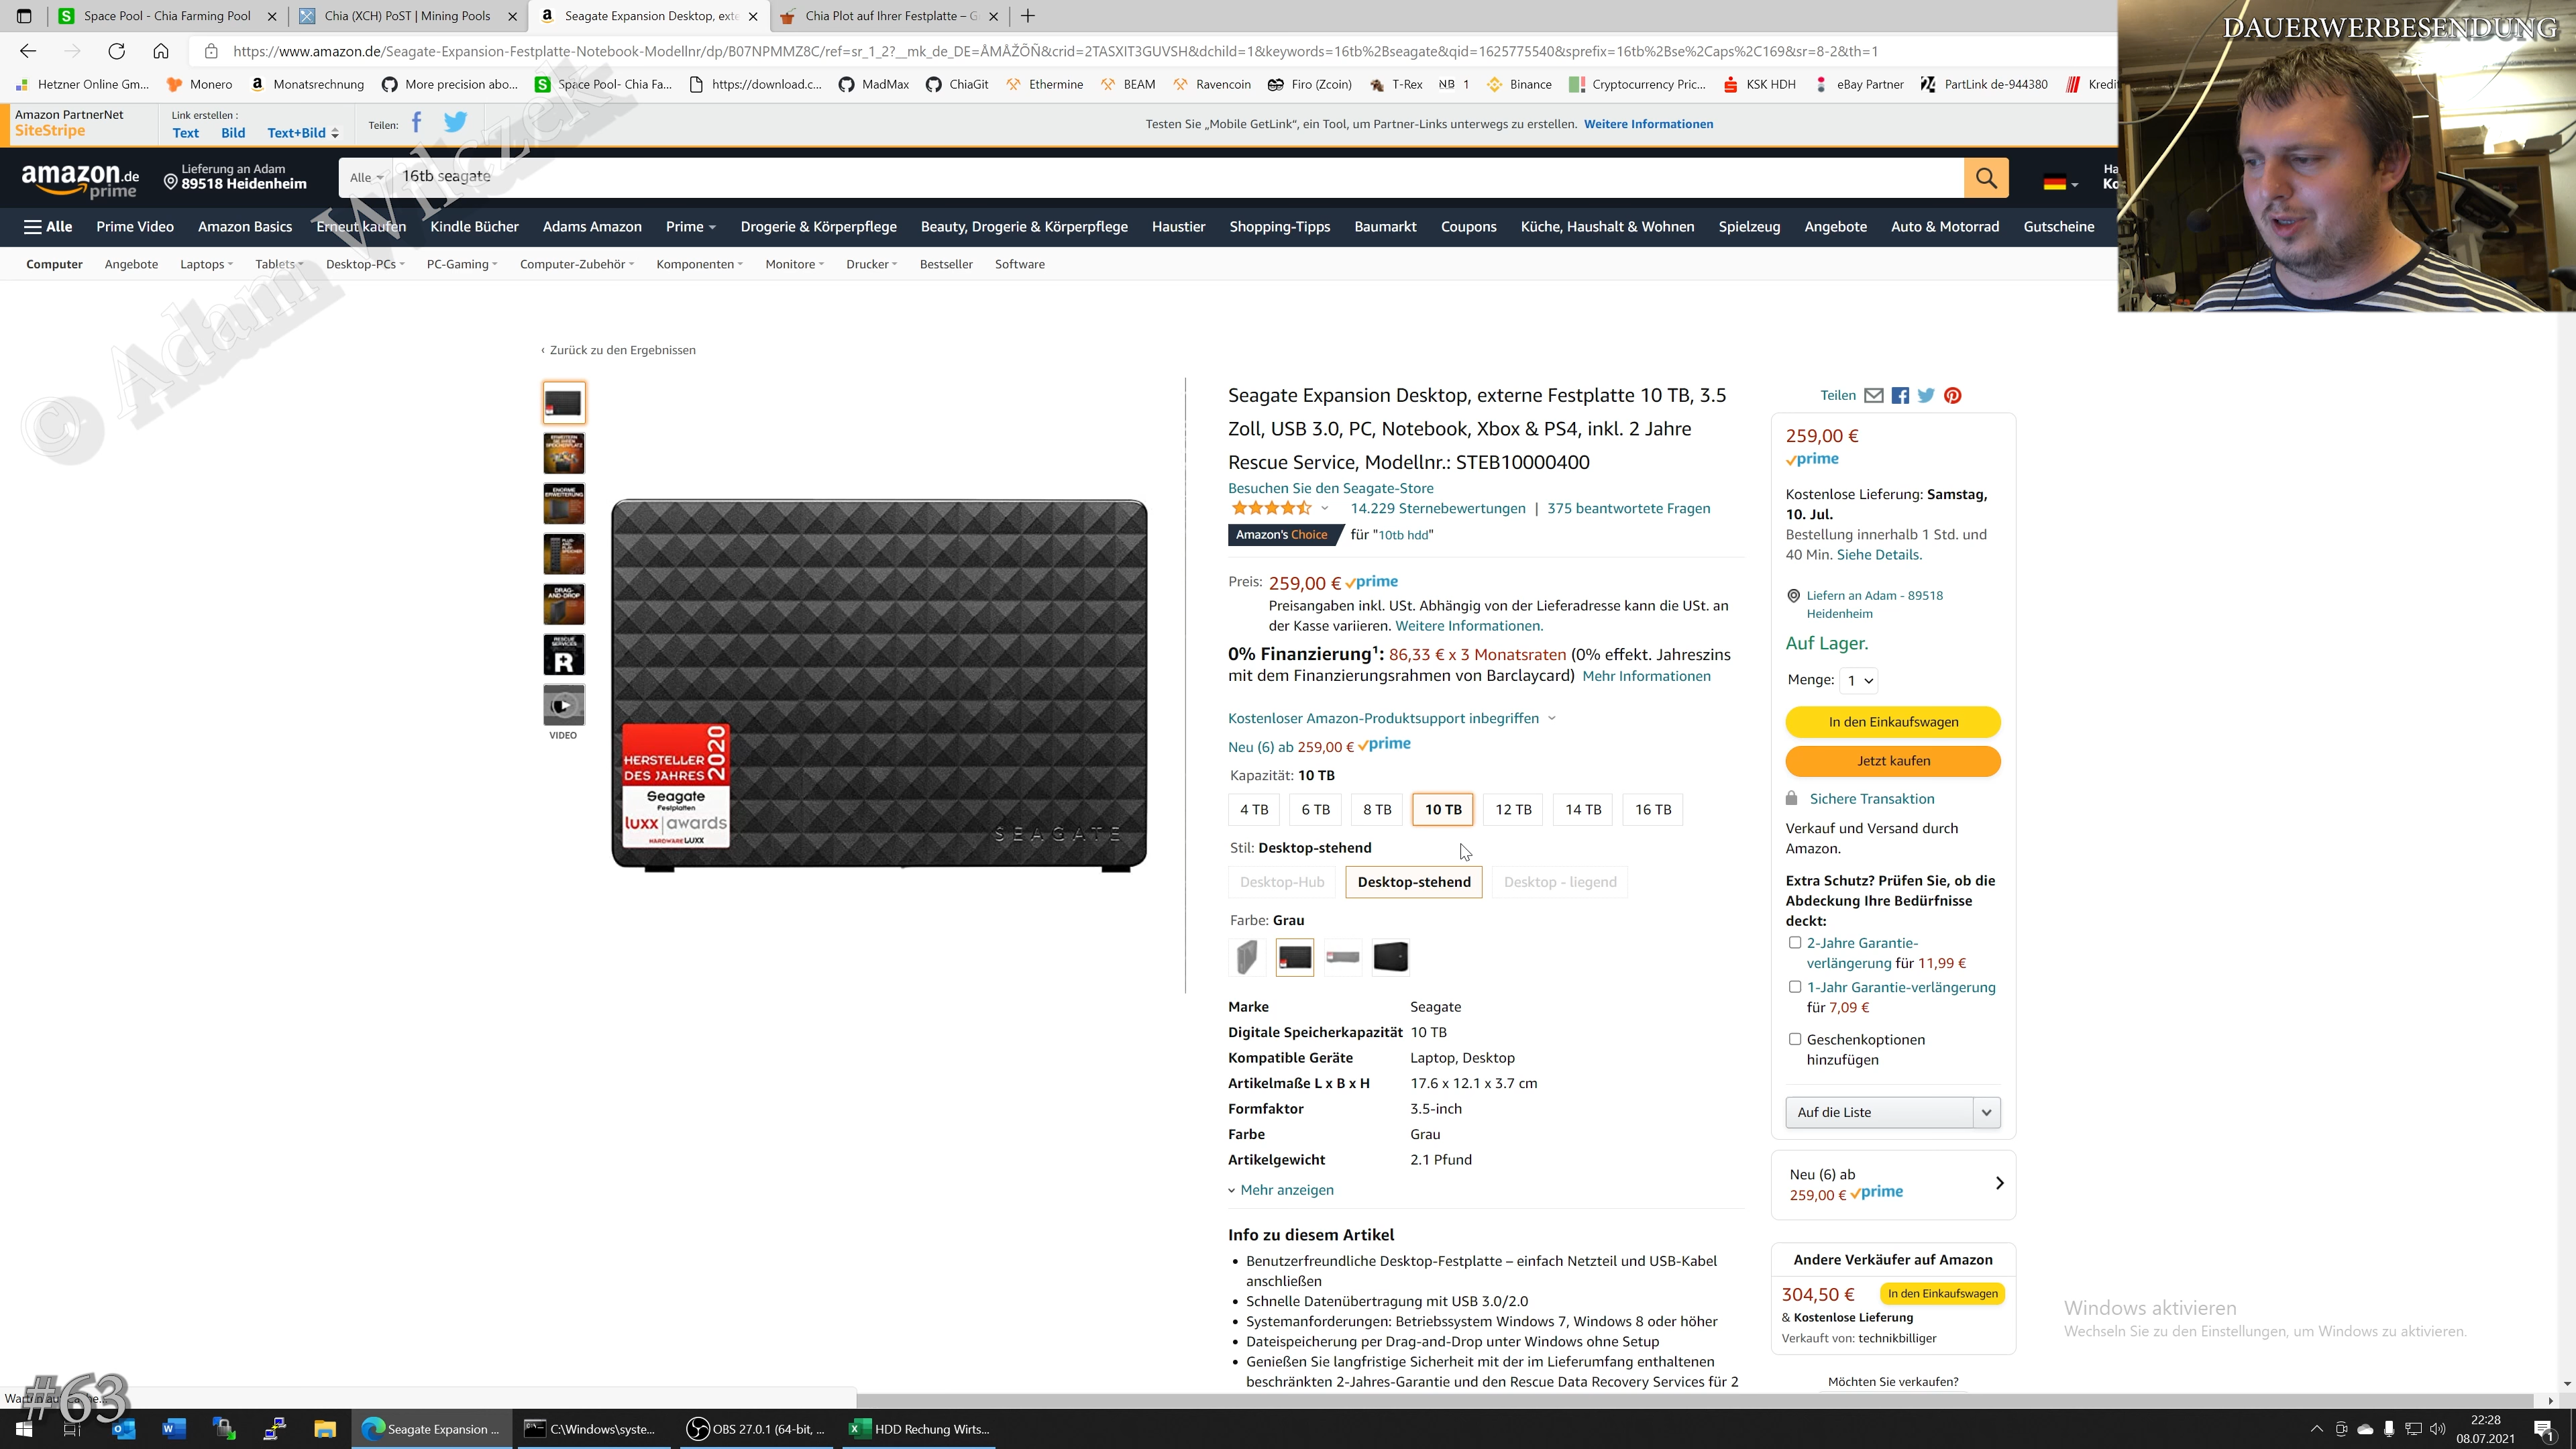 Space Pool - Chia Farming Pool
Chia (XCH) PoST | Mining Pools
Seagate Expansion Desktop, exte
Chia Plot auf Ihrer Festplatte – G
DAUERWERBESENDUNG
https://www.amazon.de/Seagate-Expansion-Festplatte-Notebook-Modellnr/dp/B07NPMMZ8C/ref=sr_1_2?__mk_de_DE=ÅMÅŽÕÑ&crid=2TASXIT3GUVSH&dchild=1&keywords=16tb%2Bseagate&qid=1625775540&sprefix=16tb%2Bse%2Caps%2C169&sr=8-2&th=1
Hetzner Online Gm... Monero Monatsrechnung More precision abo... Space Pool- Chia Fa... https://download.c... MadMax ChiaGit Ethermine BEAM Ravencoin Firo (Zcoin) T-Rex NB 1 Binance Cryptocurrency Pric... KSK HDH eBay Partner PartLink de-944380 Kredi
Amazon PartnerNet
SiteStripe
Link erstellen :
Text Bild Text+Bild
Teilen:
Testen Sie „Mobile GetLink“, ein Tool, um Partner-Links unterwegs zu erstellen. Weitere Informationen
amazon.de
prime
Lieferung an Adam
89518 Heidenheim
Alle
16tb seagate
Ha
Ko
Alle Prime Video Amazon Basics Erneut kaufen Kindle Bücher Adams Amazon Prime Drogerie & Körperpflege Beauty, Drogerie & Körperpflege Haustier Shopping-Tipps Baumarkt Coupons Küche, Haushalt & Wohnen Spielzeug Angebote Auto & Motorrad Gutscheine
Computer Angebote Laptops Tablets Desktop-PCs PC-Gaming Computer-Zubehör Komponenten Monitore Drucker Bestseller Software
© Adam Wilczek
‹ Zurück zu den Ergebnissen
ENORME
ERWEITERUNG
DRAG-
AND-DROP
RESCUE
SERVICES
R
VIDEO
HERSTELLER
DES JAHRES
2020
Seagate
Festplatten
luxx|awards
HARDWARELUXX
SEAGATE
Seagate Expansion Desktop, externe Festplatte 10 TB, 3.5
Zoll, USB 3.0, PC, Notebook, Xbox & PS4, inkl. 2 Jahre
Rescue Service, Modellnr.: STEB10000400
Besuchen Sie den Seagate-Store
14.229 Sternebewertungen | 375 beantwortete Fragen
Amazon's Choice für "10tb hdd"
Preis: 259,00 € prime
Preisangaben inkl. USt. Abhängig von der Lieferadresse kann die USt. an
der Kasse variieren. Weitere Informationen.
0% Finanzierung¹: 86,33 € x 3 Monatsraten (0% effekt. Jahreszins
mit dem Finanzierungsrahmen von Barclaycard) Mehr Informationen
Kostenloser Amazon-Produktsupport inbegriffen
Neu (6) ab 259,00 € prime
Kapazität: 10 TB
4 TB 6 TB 8 TB 10 TB 12 TB 14 TB 16 TB
Stil: Desktop-stehend
Desktop-Hub Desktop-stehend Desktop - liegend
Farbe: Grau
Marke Seagate
Digitale Speicherkapazität 10 TB
Kompatible Geräte Laptop, Desktop
Artikelmaße L x B x H 17.6 x 12.1 x 3.7 cm
Formfaktor 3.5-inch
Farbe Grau
Artikelgewicht 2.1 Pfund
Mehr anzeigen
Info zu diesem Artikel
• Benutzerfreundliche Desktop-Festplatte – einfach Netzteil und USB-Kabel
anschließen
• Schnelle Datenübertragung mit USB 3.0/2.0
• Systemanforderungen: Betriebssystem Windows 7, Windows 8 oder höher
• Dateispeicherung per Drag-and-Drop unter Windows ohne Setup
• Genießen Sie langfristige Sicherheit mit der im Lieferumfang enthaltenen
beschränkten 2-Jahres-Garantie und den Rescue Data Recovery Services für 2
Teilen
259,00 €
prime
Kostenlose Lieferung: Samstag,
10. Jul.
Bestellung innerhalb 1 Std. und
40 Min. Siehe Details.
Liefern an Adam - 89518
Heidenheim
Auf Lager.
Menge: 1
In den Einkaufswagen
Jetzt kaufen
Sichere Transaktion
Verkauf und Versand durch
Amazon.
Extra Schutz? Prüfen Sie, ob die
Abdeckung Ihre Bedürfnisse
deckt:
2-Jahre Garantie-
verlängerung für 11,99 €
1-Jahr Garantie-verlängerung
für 7,09 €
Geschenkoptionen
hinzufügen
Auf die Liste
Neu (6) ab
259,00 € prime
Andere Verkäufer auf Amazon
304,50 € In den Einkaufswagen
& Kostenlose Lieferung
Verkauft von: technikbilliger
Möchten Sie verkaufen?
Windows aktivieren
Wechseln Sie zu den Einstellungen, um Windows zu aktivieren.
#63
Seagate Expansion ... C:\Windows\syste... OBS 27.0.1 (64-bit, ... HDD Rechung Wirts...
22:28
08.07.2021
1